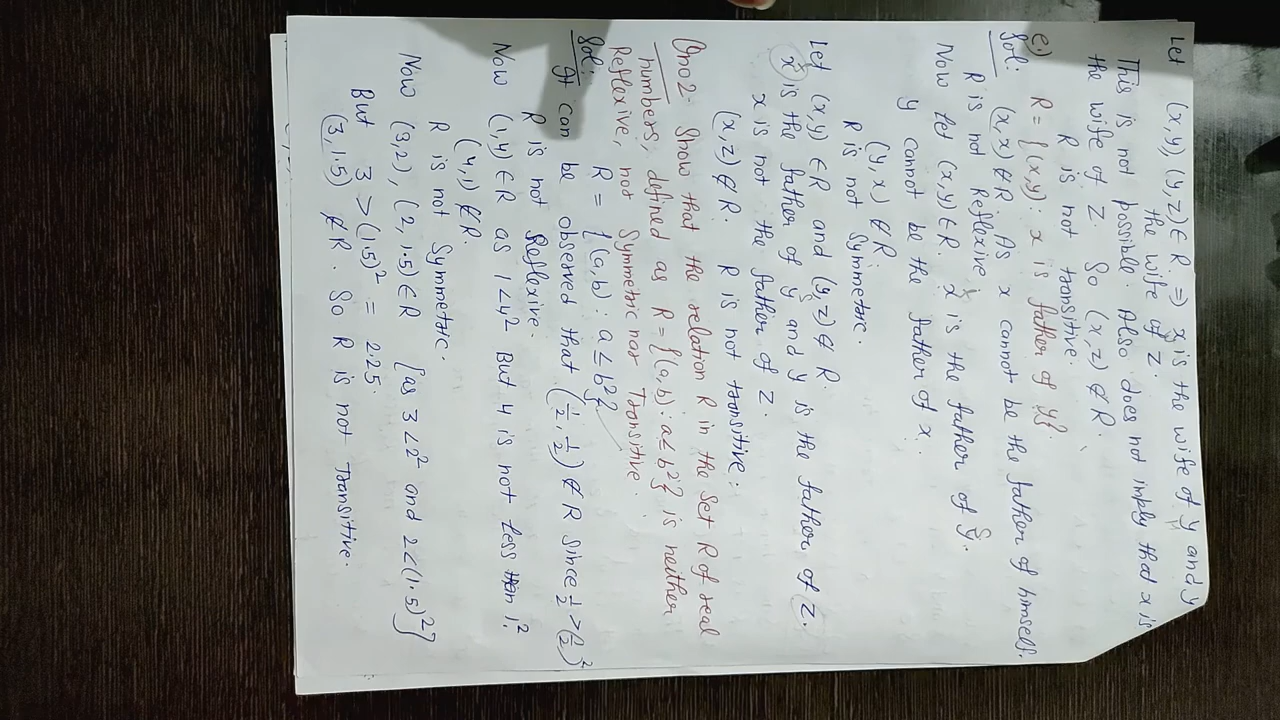 Let (x,y) (y,z) ∈ R ⇒ x is the wife of y and y
the wife of z.
This is not possible. Also does not imply that x is
the wife of z. So (x,z) ∉ R.
R is not transitive.
e) R = {(x,y) : x is father of y}
Sol: (x,x) ∉ R. As x cannot be the father of himself.
R is not Reflexive
Now let (x,y) ∈ R. x is the father of y.
y cannot be the father of x.
(y,x) ∉ R
R is not symmetric.
Let (x,y) ∈ R and (y,z) ∉ R.
x is the father of y and y is the father of z.
x is not the father of z.
(x,z) ∉ R. R is not transitive.
Qno2- Show that the relation R in the set R of real
numbers, defined as R = {(a,b) : a ≤ b²} is neither
Reflexive, not Symmetric nor Transitive.
Sol: R = {(a,b) : a ≤ b²}
It can be observed that (1/2, 1/2) ∉ R since 1/2 > (1/2)²
R is not Reflexive.
Now (1,4) ∈ R as 1 < 4² But 4 is not less than 1²
(4,1) ∉ R.
R is not Symmetric.
Now (3,2), (2,1.5) ∈ R [as 3 < 2² and 2 < (1.5)²]
But 3 > (1.5)² = 2.25.
(3,1.5) ∉ R. So R is not Transitive.